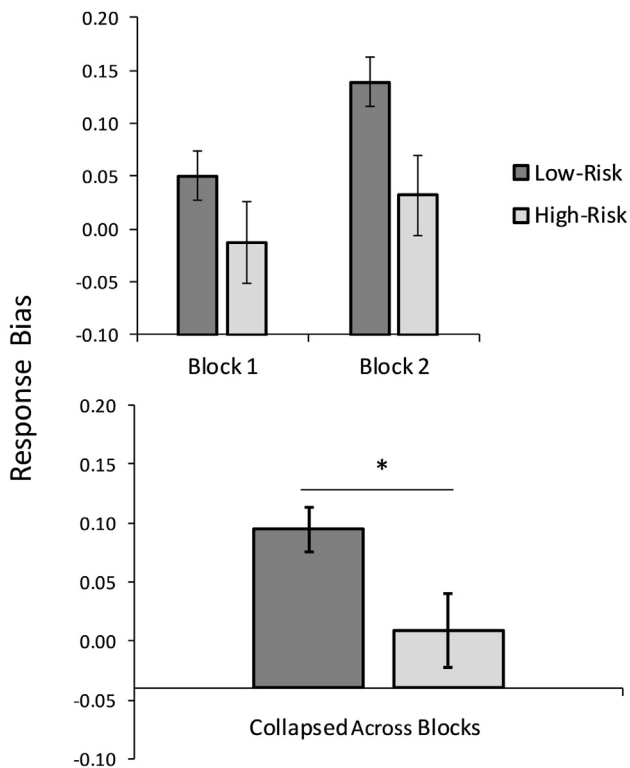 0.20
0.15
0.10
0.05
0.00
-0.05
-0.10
Block 1
Block 2
Low-Risk
High-Risk
Response Bias
0.20
0.15
0.10
0.05
0.00
-0.05
-0.10
*
Collapsed Across Blocks